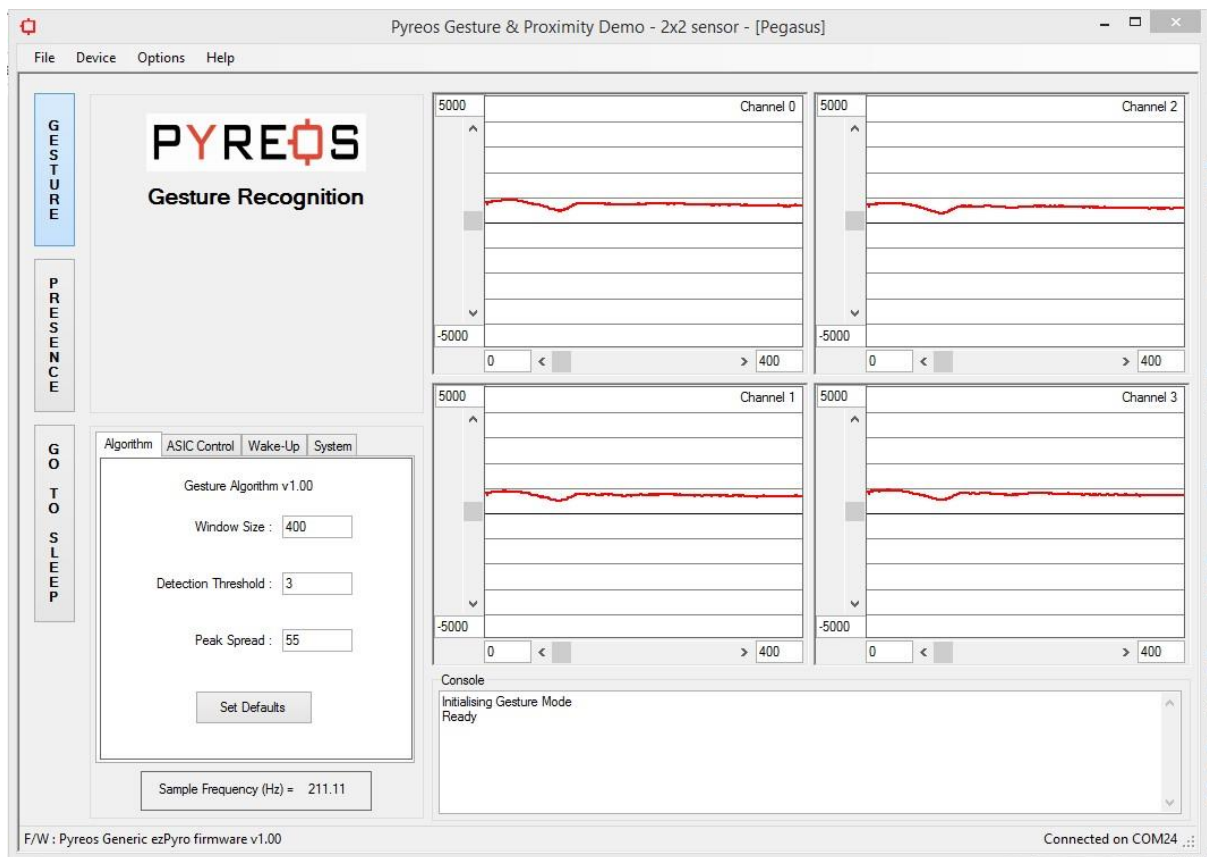 Pyreos Gesture & Proximity Demo - 2x2 sensor - [Pegasus]
File Device Options Help
GESTURE
PRESENCE
GO TO SLEEP
PYREOS
Gesture Recognition
5000 Channel 0
-5000
0 < > 400
5000 Channel 2
-5000
0 < > 400
5000 Channel 1
-5000
0 < > 400
5000 Channel 3
-5000
0 < > 400
Algorithm ASIC Control Wake-Up System
Gesture Algorithm v1.00
Window Size : 400
Detection Threshold : 3
Peak Spread : 55
Set Defaults
Sample Frequency (Hz) = 211.11
Console
Initialising Gesture Mode
Ready
F/W : Pyreos Generic ezPyro firmware v1.00
Connected on COM24